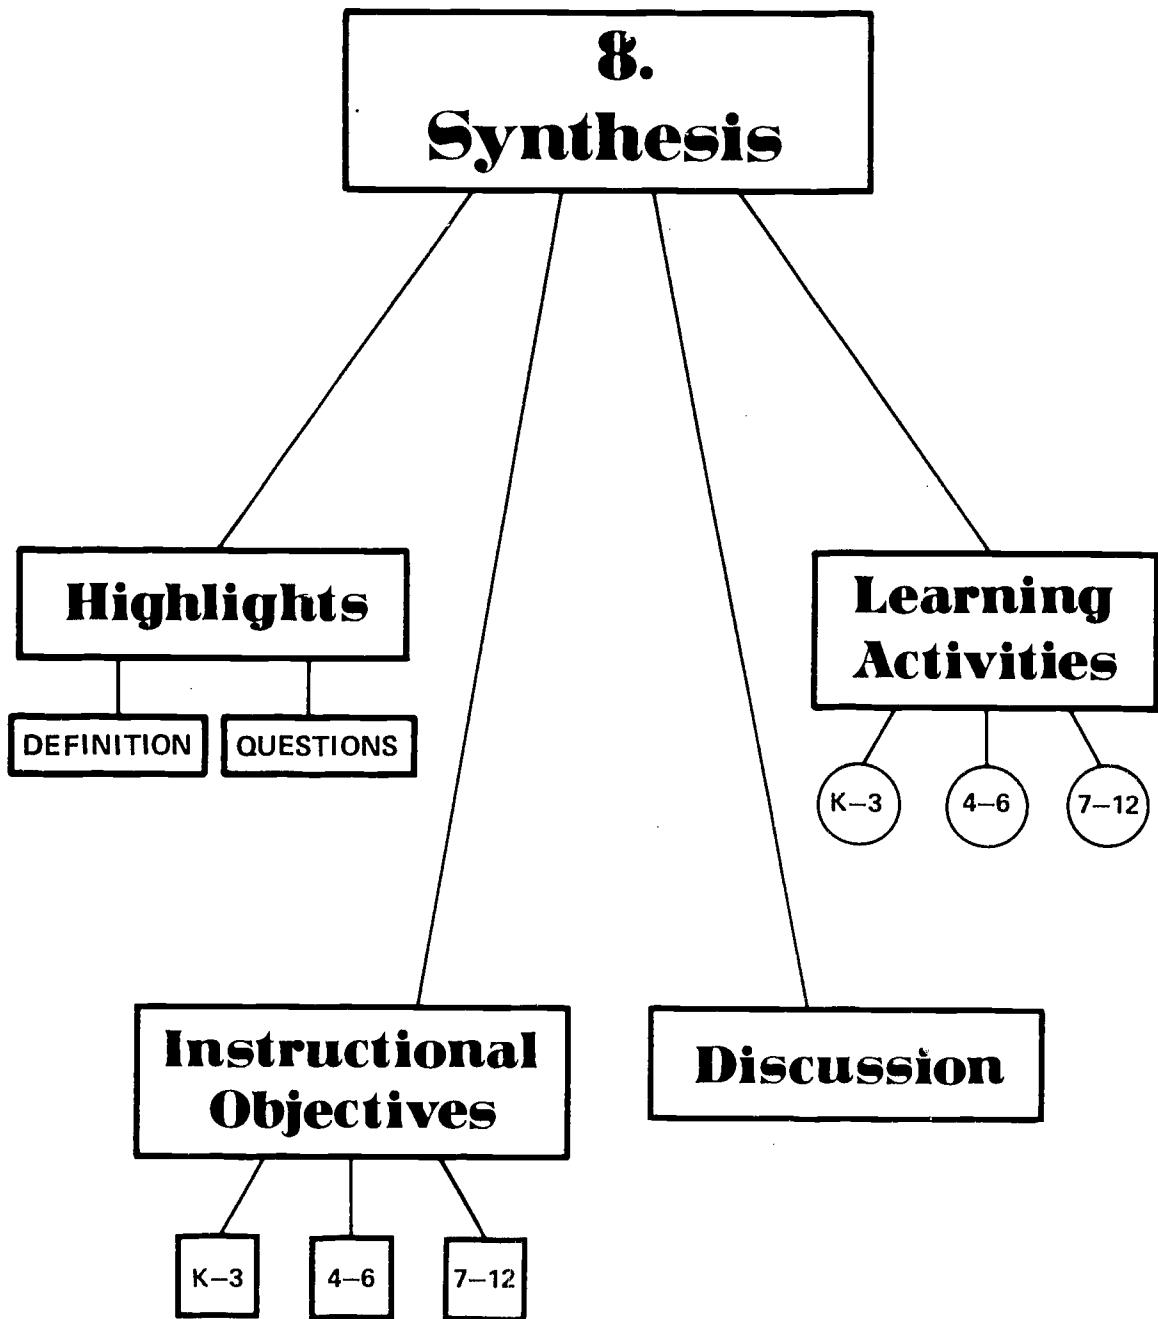 8.
Synthesis
Highlights
DEFINITION
QUESTIONS
Learning
Activities
K—3
4—6
7—12
Instructional
Objectives
K—3
4—6
7—12
Discussion